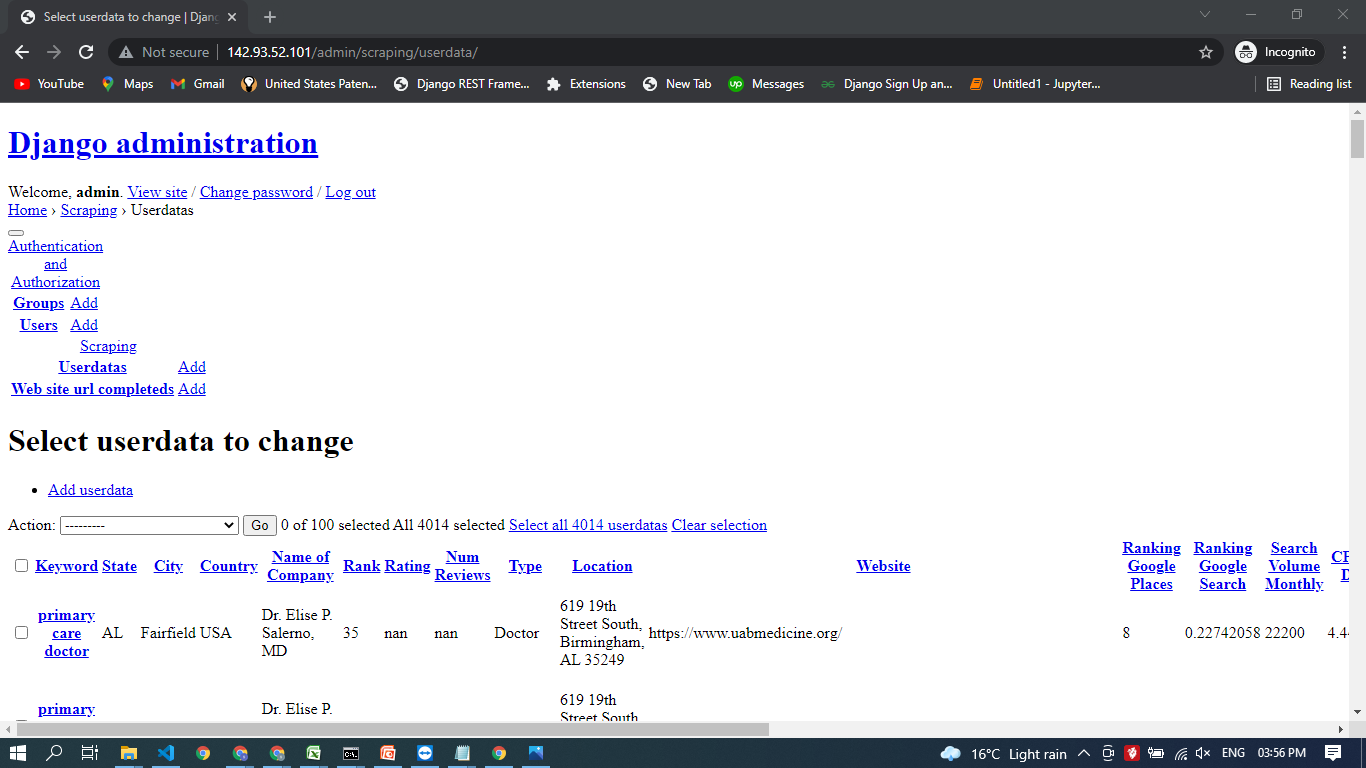 Select userdata to change | Djang
Not secure 142.93.52.101/admin/scraping/userdata/ Incognito
YouTube Maps Gmail United States Paten... Django REST Frame... Extensions New Tab Messages Django Sign Up an... Untitled1 - Jupyter... Reading list
Django administration
Welcome, admin. View site / Change password / Log out
Home › Scraping › Userdatas
Authentication
and
Authorization
Groups Add
Users Add
Scraping
Userdatas Add
Web site url completeds Add
Select userdata to change
• Add userdata
Action: --------- Go 0 of 100 selected All 4014 selected Select all 4014 userdatas Clear selection
Keyword State City Country Name of Company Rank Rating Num Reviews Type Location Website Ranking Google Places Ranking Google Search Search Volume Monthly
primary care doctor AL Fairfield USA Dr. Elise P. Salerno, MD 35 nan nan Doctor 619 19th Street South, Birmingham, AL 35249 https://www.uabmedicine.org/ 8 0.22742058 22200 4.4
primary Dr. Elise P. 619 19th Street South
16°C Light rain ENG 03:56 PM